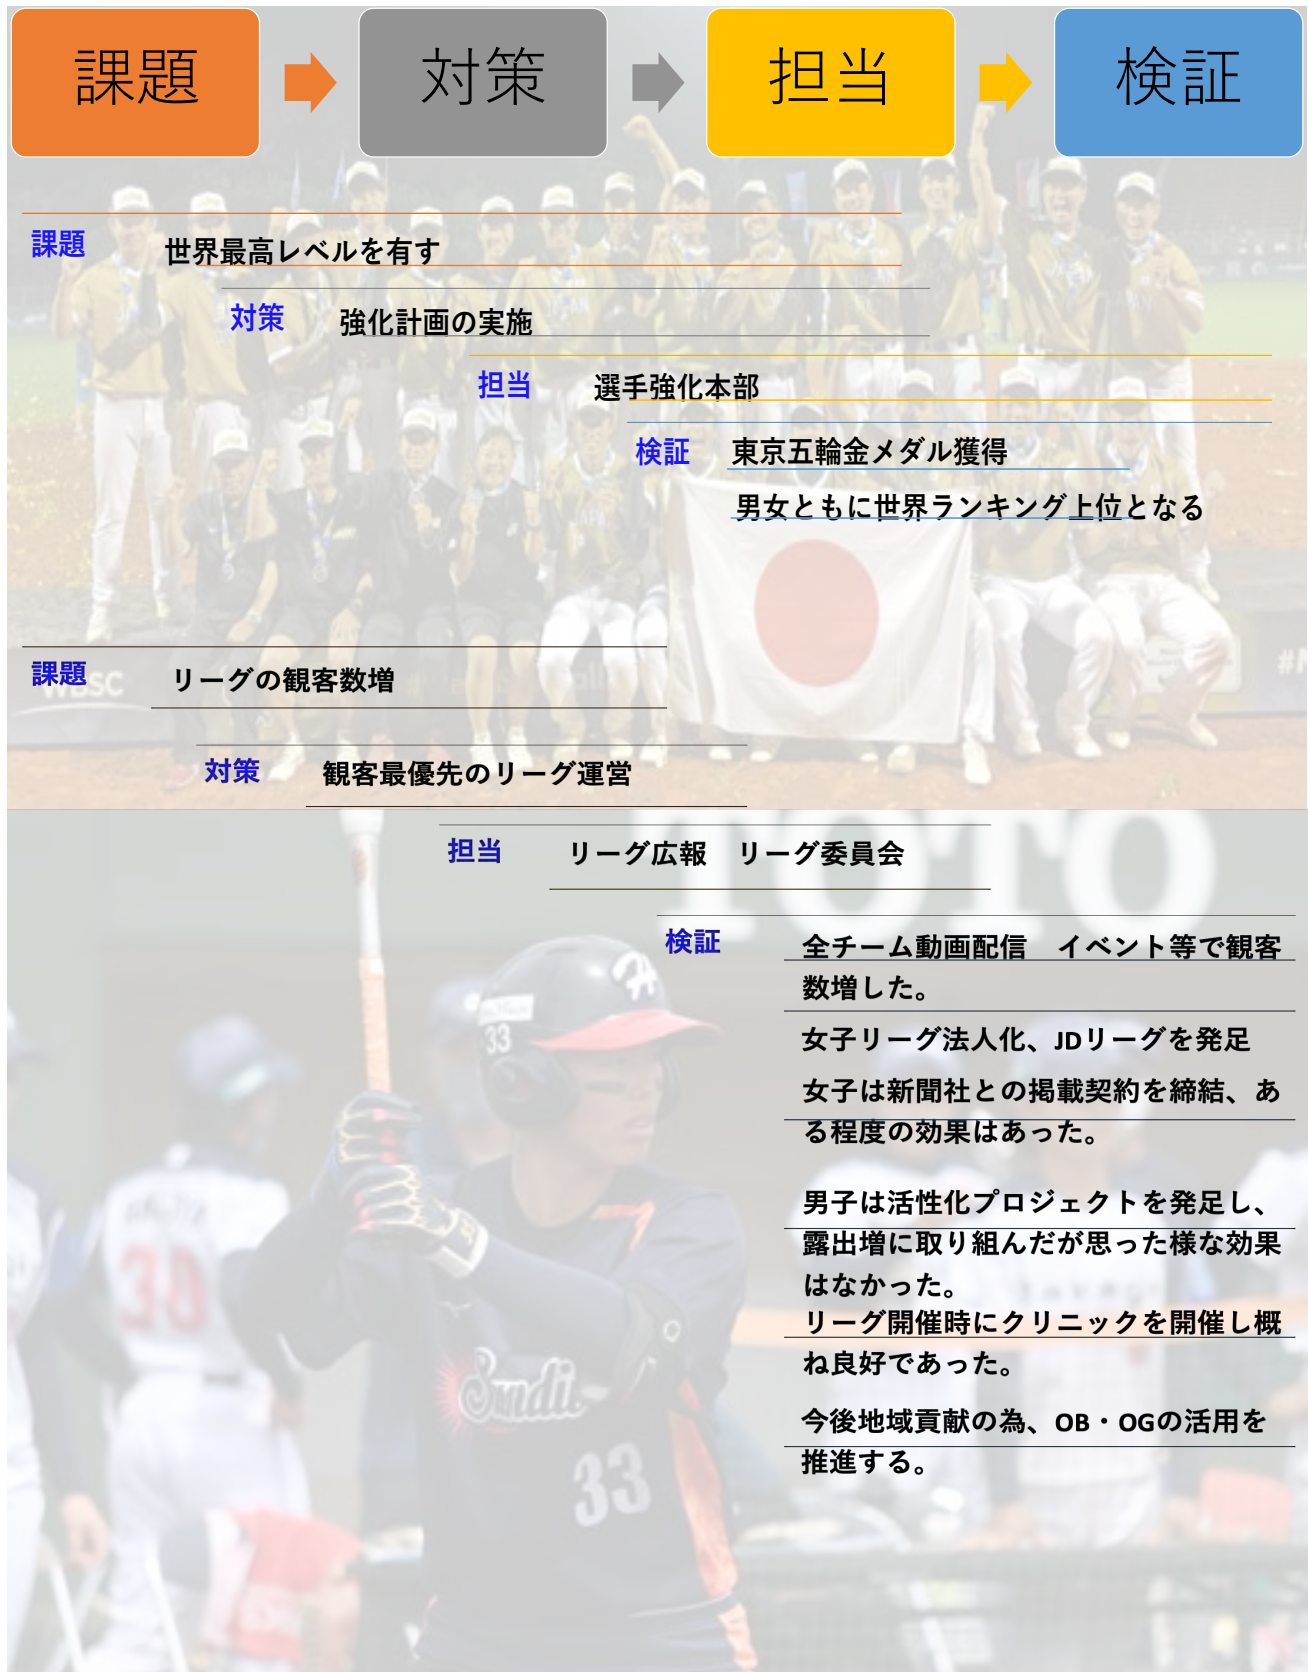 課題
対策
担当
検証
課題
世界最高レベルを有す
対策
強化計画の実施
担当
選手強化本部
検証
東京五輪金メダル獲得
男女ともに世界ランキング上位となる
課題
リーグの観客数増
WBSC
対策
観客最優先のリーグ運営
TOTO
担当
リーグ広報　リーグ委員会
検証
全チーム動画配信　イベント等で観客
数増した。
女子リーグ法人化、JDリーグを発足
女子は新聞社との掲載契約を締結、あ
る程度の効果はあった。
男子は活性化プロジェクトを発足し、
露出増に取り組んだが思った様な効果
はなかった。
リーグ開催時にクリニックを開催し概
ね良好であった。
今後地域貢献の為、OB・OGの活用を
推進する。
H
33
38
33